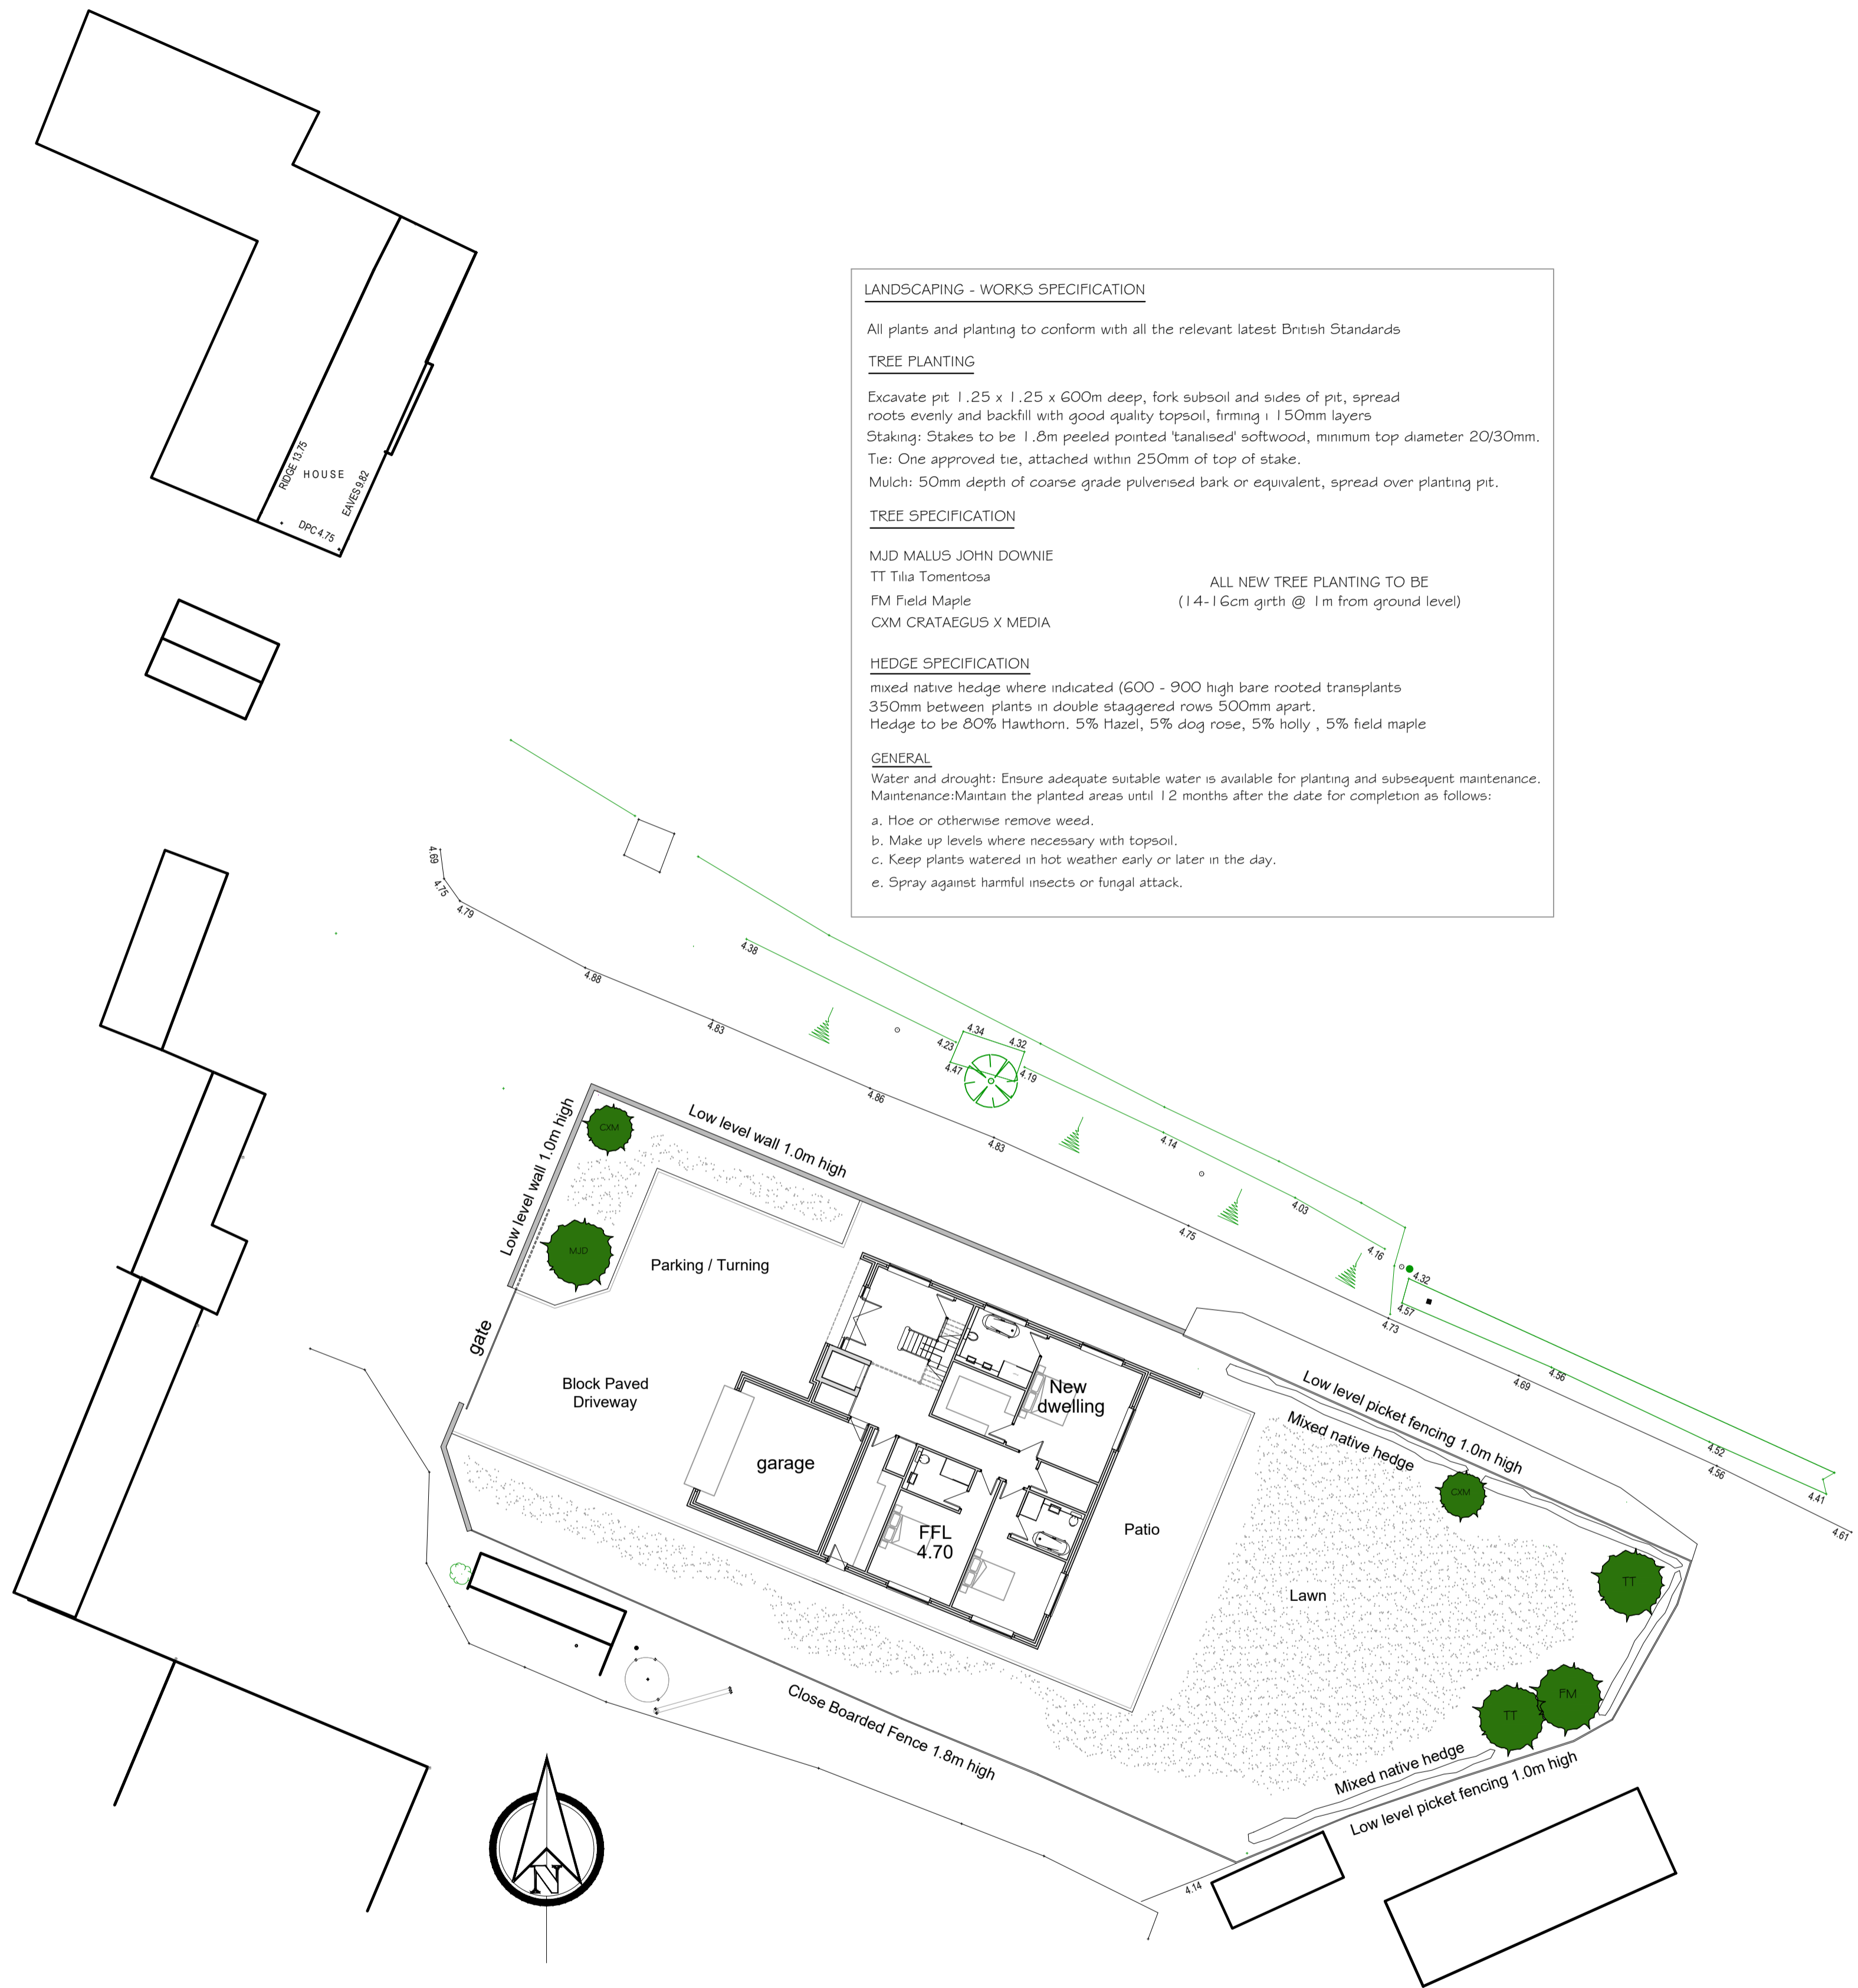 LANDSCAPING - WORKS SPECIFICATION
All plants and planting to conform with all the relevant latest British Standards
TREE PLANTING
Excavate pit 1.25 x 1.25 x 600m deep, fork subsoil and sides of pit, spread
roots evenly and backfill with good quality topsoil, firming i 150mm layers
Staking: Stakes to be 1.8m peeled pointed 'tanalised' softwood, minimum top diameter 20/30mm.
Tie: One approved tie, attached within 250mm of top of stake.
Mulch: 50mm depth of coarse grade pulverised bark or equivalent, spread over planting pit.
TREE SPECIFICATION
MJD MALUS JOHN DOWNIE
TT Tilia Tomentosa
FM Field Maple
CXM CRATAEGUS X MEDIA
ALL NEW TREE PLANTING TO BE
(14-16cm girth @ 1m from ground level)
HEDGE SPECIFICATION
mixed native hedge where indicated (600 - 900 high bare rooted transplants
350mm between plants in double staggered rows 500mm apart.
Hedge to be 80% Hawthorn. 5% Hazel, 5% dog rose, 5% holly , 5% field maple
GENERAL
Water and drought: Ensure adequate suitable water is available for planting and subsequent maintenance.
Maintenance:Maintain the planted areas until 12 months after the date for completion as follows:
a. Hoe or otherwise remove weed.
b. Make up levels where necessary with topsoil.
c. Keep plants watered in hot weather early or later in the day.
e. Spray against harmful insects or fungal attack.
RIDGE 13.75
HOUSE
EAVES 9.82
DPC 4.75
4.69
4.75
4.79
4.88
4.83
4.86
4.83
4.75
4.73
4.69
4.56
4.61
4.38
4.23
4.34
4.32
4.47
4.19
4.14
4.03
4.16
4.32
4.57
4.56
4.52
4.41
Low level wall 1.0m high
Low level wall 1.0m high
CXM
MJD
Parking / Turning
gate
Block Paved
Driveway
garage
New
dwelling
FFL
4.70
Patio
Lawn
Low level picket fencing 1.0m high
Mixed native hedge
CXM
TT
FM
TT
Mixed native hedge
Low level picket fencing 1.0m high
Close Boarded Fence 1.8m high
4.14
N